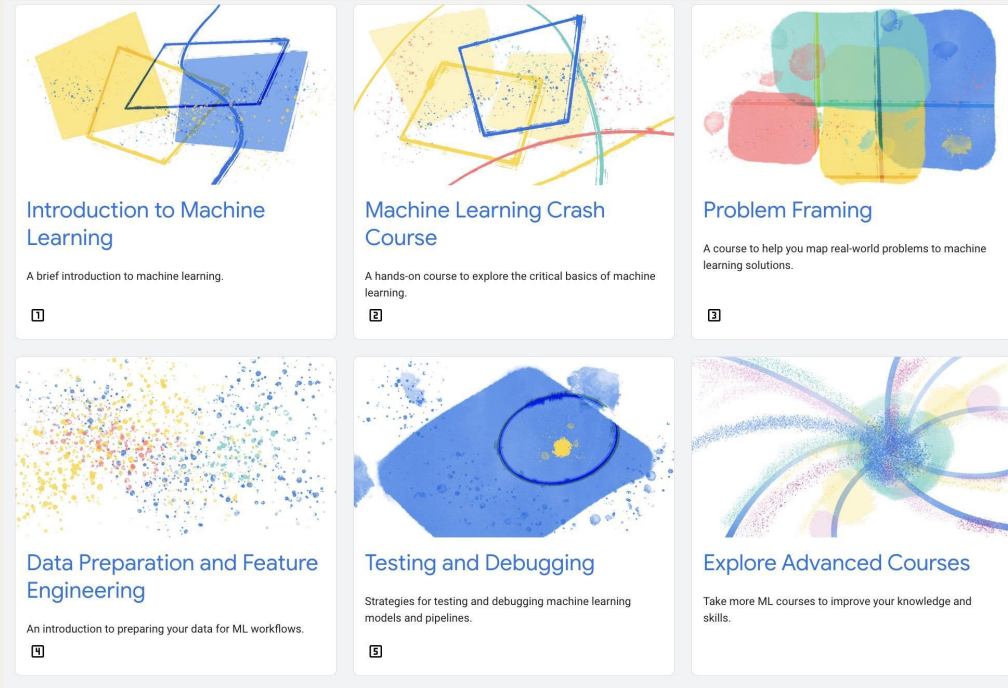 Introduction to Machine
Learning
A brief introduction to machine learning.
1
Machine Learning Crash
Course
A hands-on course to explore the critical basics of machine
learning.
2
Problem Framing
A course to help you map real-world problems to machine
learning solutions.
3
Data Preparation and Feature
Engineering
An introduction to preparing your data for ML workflows.
4
Testing and Debugging
Strategies for testing and debugging machine learning
models and pipelines.
5
Explore Advanced Courses
Take more ML courses to improve your knowledge and
skills.